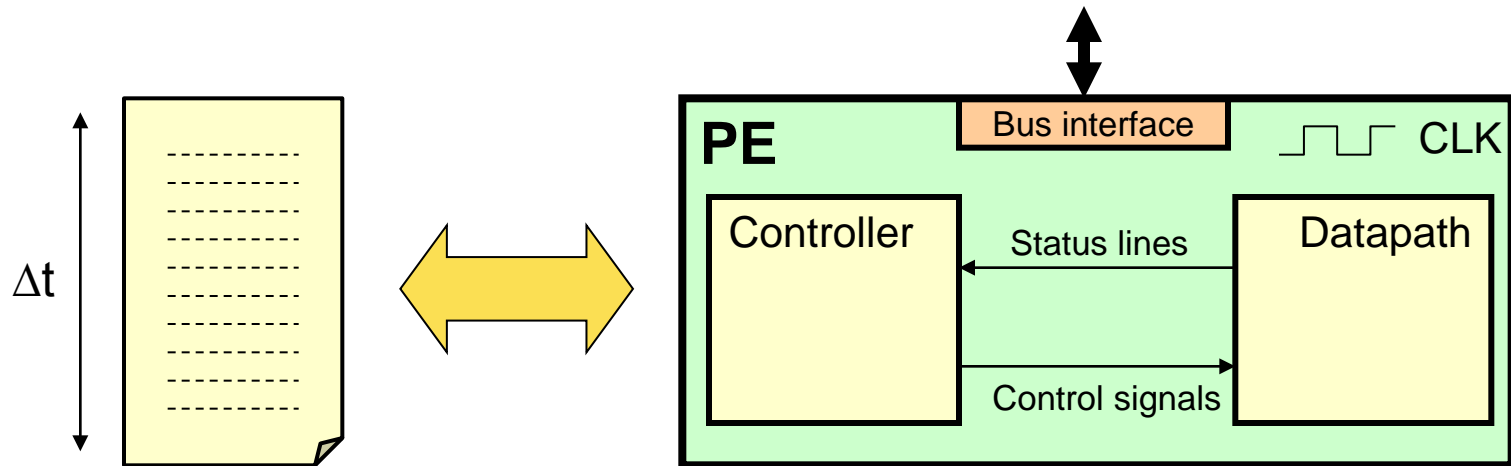 Δt
PE
Bus interface
CLK
Controller
Status lines
Datapath
Control signals